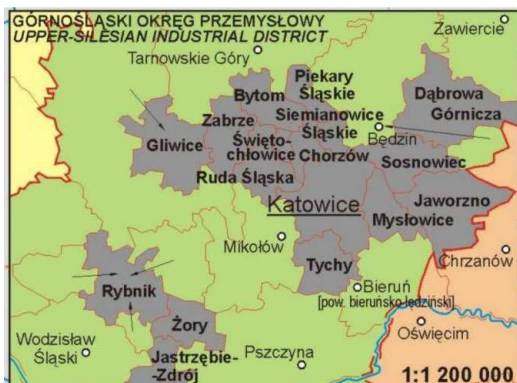 GÓRNOŚLĄSKI OKRĘG PRZEMYSŁOWY
UPPER-SILESIAN INDUSTRIAL DISTRICT
Zawiercie
Tarnowskie Góry
Piekary
Śląskie
Bytom
Dąbrowa
Górnicza
Siemianowice
Śląskie
Zabrze
Będzin
Gliwice
Święto-
chłowice
Chorzów
Sosnowiec
Ruda Śląska
Jaworzno
Katowice
Mysłowice
Mikołów
Chrzanów
Tychy
Bieruń
[pow. bieruńsko-lędziński]
Rybnik
Żory
Oświęcim
Wodzisław
Śląski
Jastrzębie-
-Zdrój
Pszczyna
1:1 200 000